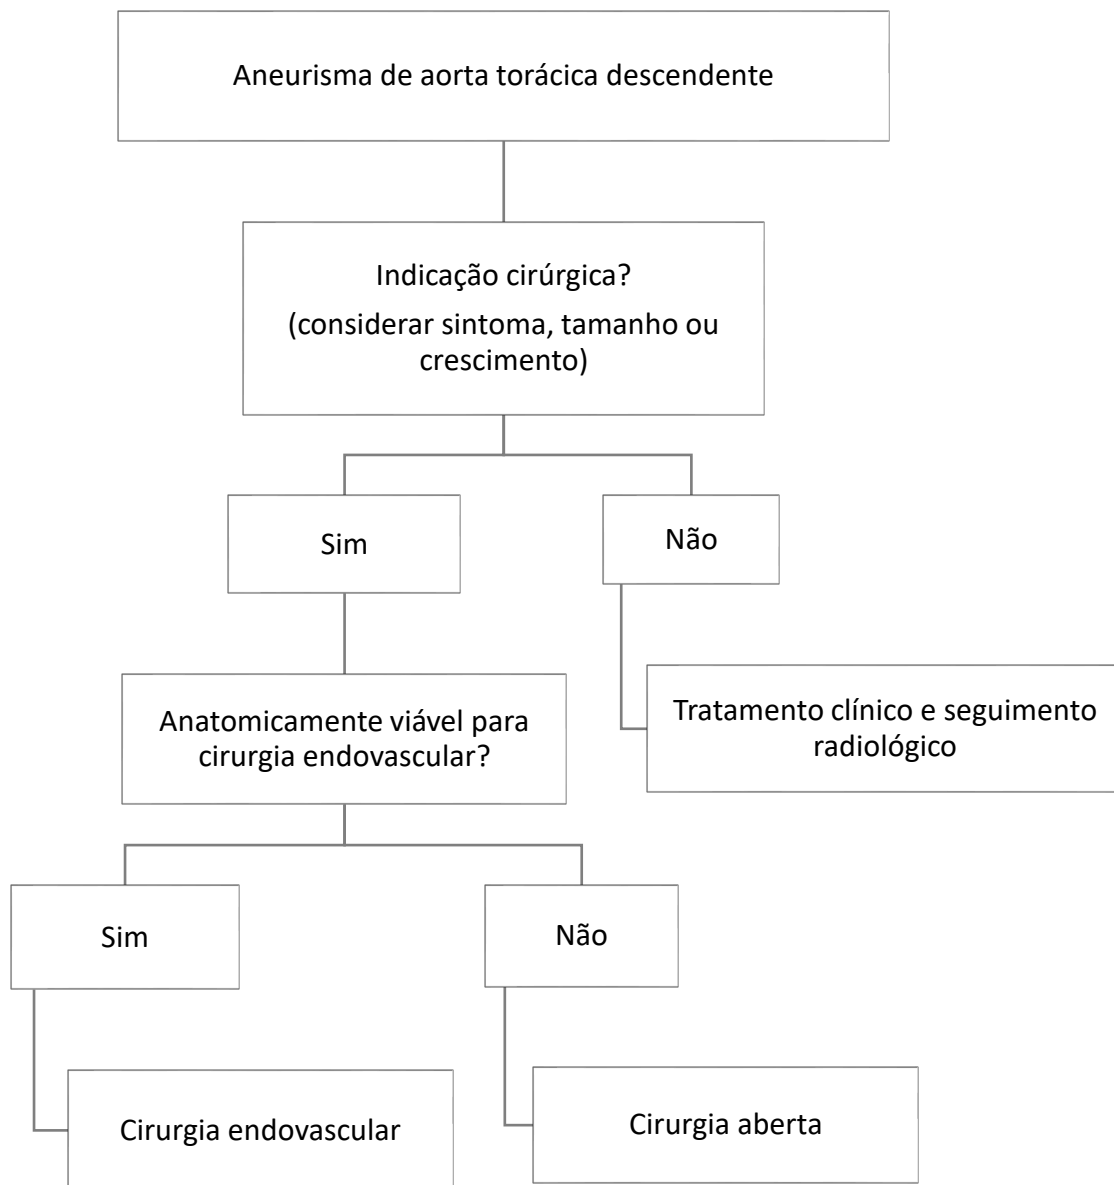 Aneurisma de aorta torácica descendente
Indicação cirúrgica?
(considerar sintoma, tamanho ou
crescimento)
Sim
Não
Anatomicamente viável para
cirurgia endovascular?
Tratamento clínico e seguimento
radiológico
Sim
Não
Cirurgia endovascular
Cirurgia aberta